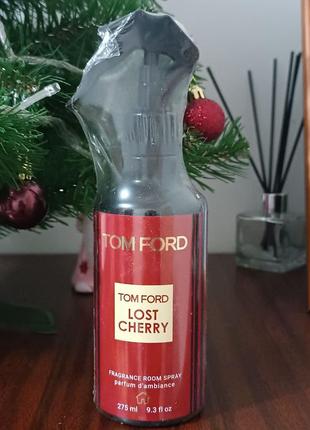 TOM FORD
TOM FORD
LOST
CHERRY
FRAGRANCE ROOM SPRAY
parfum d'ambiance
275 ml 9.3 fl oz